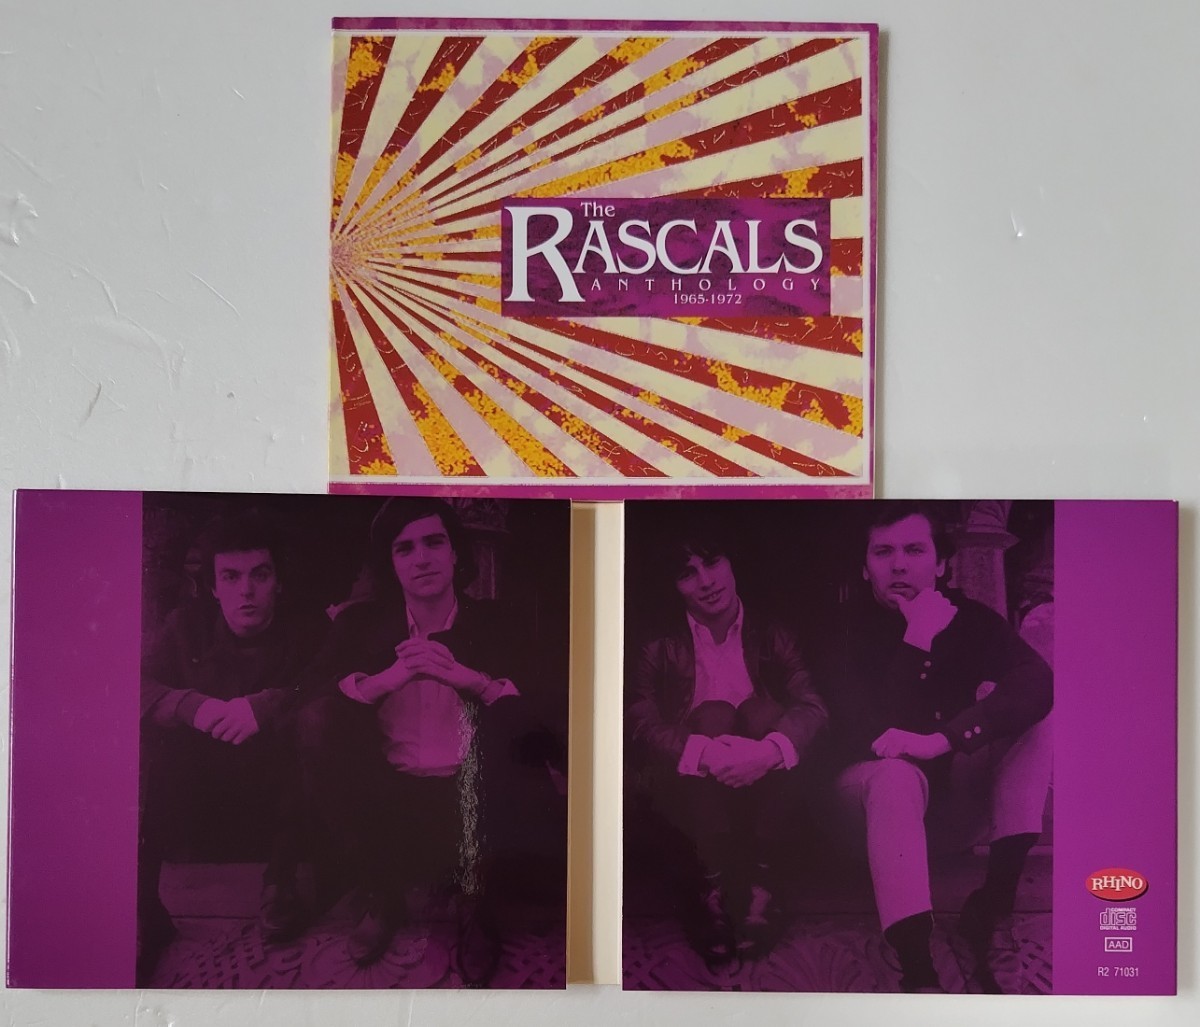 The
RASCALS
ANTHOLOGY
1965-1972
RHINO
COMPACT
disc
DIGITAL AUDIO
AAD
R2 71031